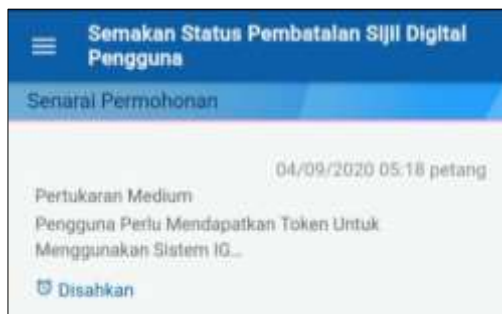 Semakan Status Pembatalan Sijil Digital
Pengguna
Senarai Permohonan
04/09/2020 05:18 petang
Pertukaran Medium
Pengguna Perlu Mendapatkan Token Untuk
Menggunakan Sistem IG...
Disahkan